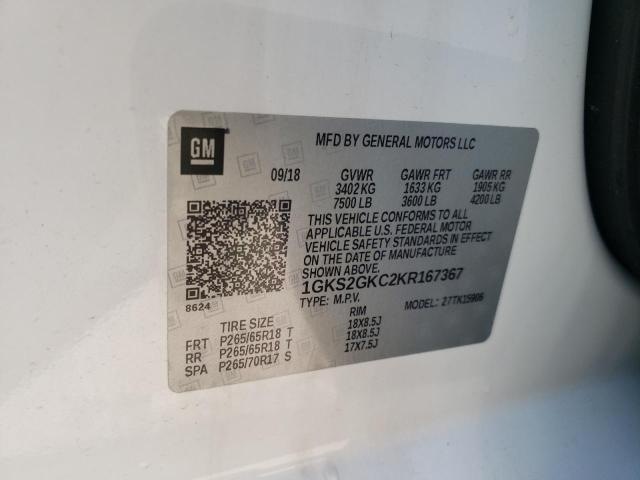 GM
MFD BY GENERAL MOTORS LLC
09/18 GVWR GAWR FRT GAWR RR
3402 KG 1633 KG 1905 KG
7500 LB 3600 LB 4200 LB
THIS VEHICLE CONFORMS TO ALL
APPLICABLE U.S. FEDERAL MOTOR
VEHICLE SAFETY STANDARDS IN EFFECT
ON THE DATE OF MANUFACTURE
SHOWN ABOVE.
1GKS2GKC2KR167367
8624
TYPE: M.P.V. MODEL: 27TK15906
TIRE SIZE RIM
FRT P265/65R18 T 18X8.5J
RR P265/65R18 T 18X8.5J
SPA P265/70R17 S 17X7.5J